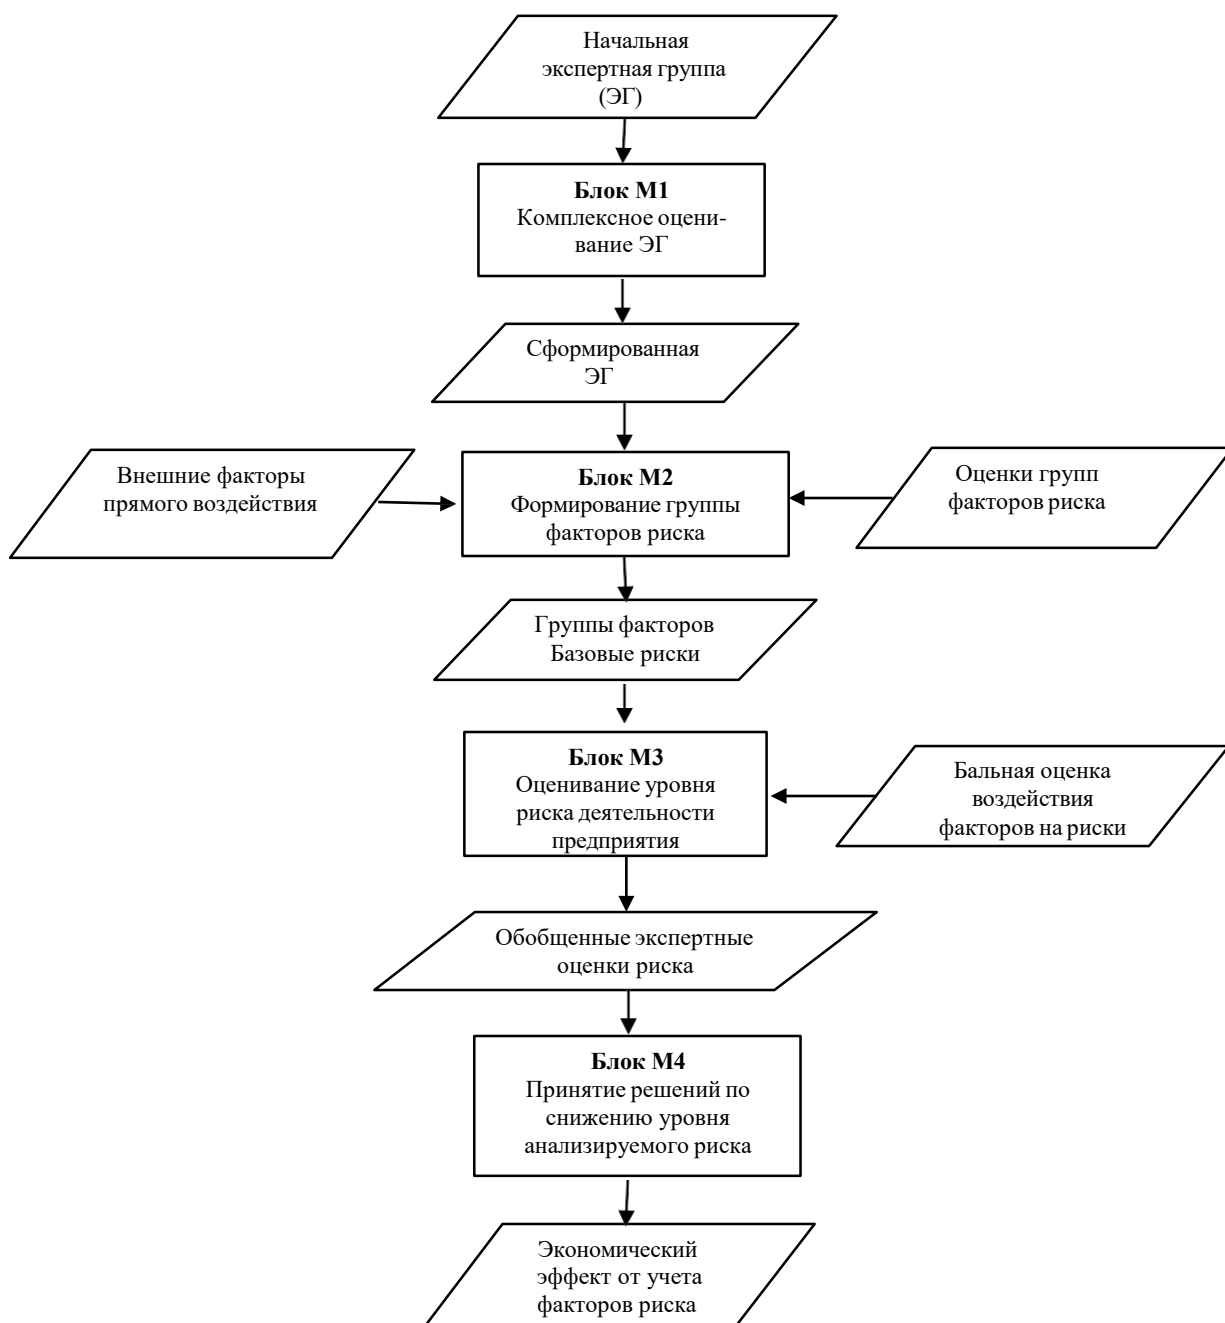 Начальная
экспертная группа
(ЭГ)
Блок М1
Комплексное оцени-
вание ЭГ
Сформированная
ЭГ
Внешние факторы
прямого воздействия
Блок М2
Формирование группы
факторов риска
Оценки групп
факторов риска
Группы факторов
Базовые риски
Блок М3
Оценивание уровня
риска деятельности
предприятия
Бальная оценка
воздействия
факторов на риски
Обобщенные экспертные
оценки риска
Блок М4
Принятие решений по
снижению уровня
анализируемого риска
Экономический
эффект от учета
факторов риска